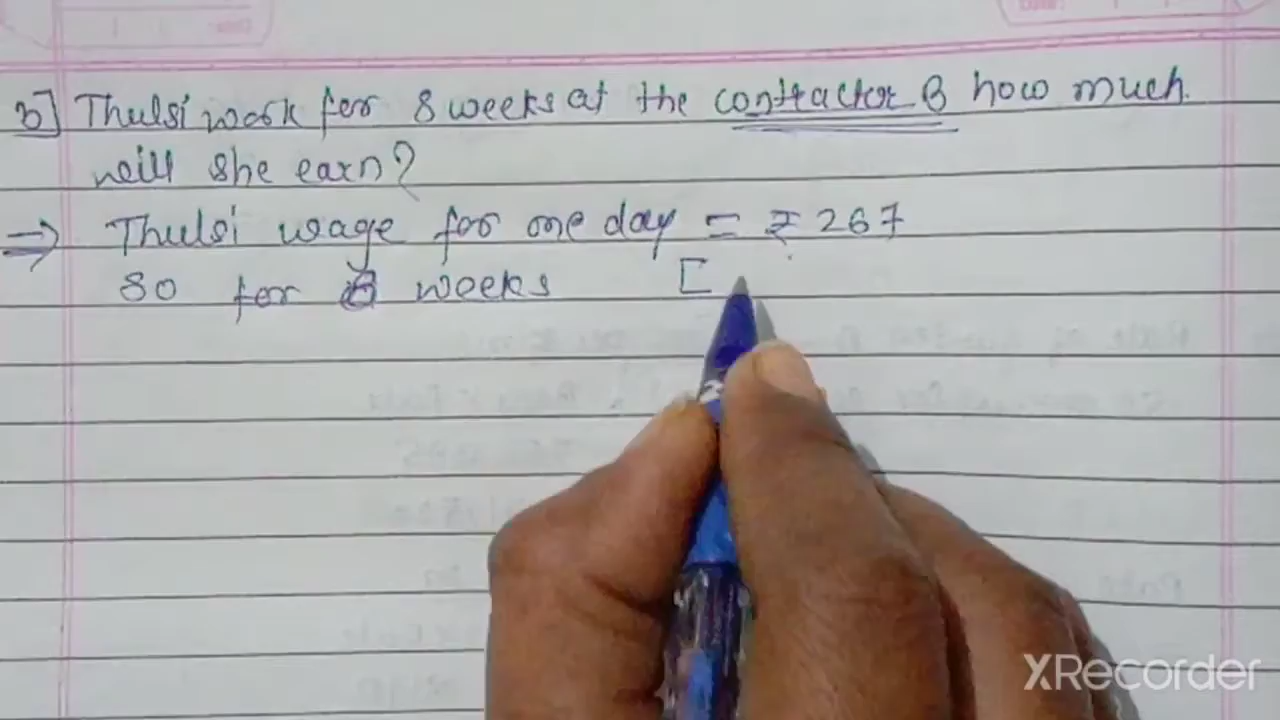 b] Thulsi work for 8 weeks at the contractor B how much
will she earn?
⇒ Thulsi wage for one day = ₹ 267
so for 8 weeks [
XRecorder